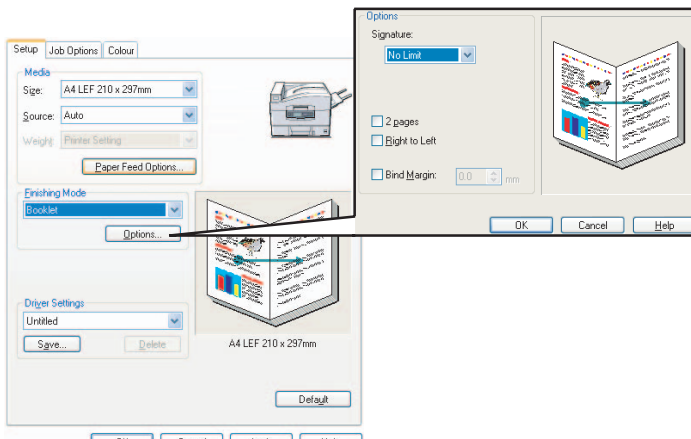 Setup
Job Options
Colour
Media
Size:
A4 LEF 210 x 297mm
Source:
Auto
Weight:
Printer Setting
Paper Feed Options...
Finishing Mode
Booklet
Options...
Driver Settings
Untitled
Save...
Delete
A4 LEF 210 x 297mm
Default
Options
Signature:
No Limit
2 pages
Right to Left
Bind Margin:
0.0
mm
OK
Cancel
Help